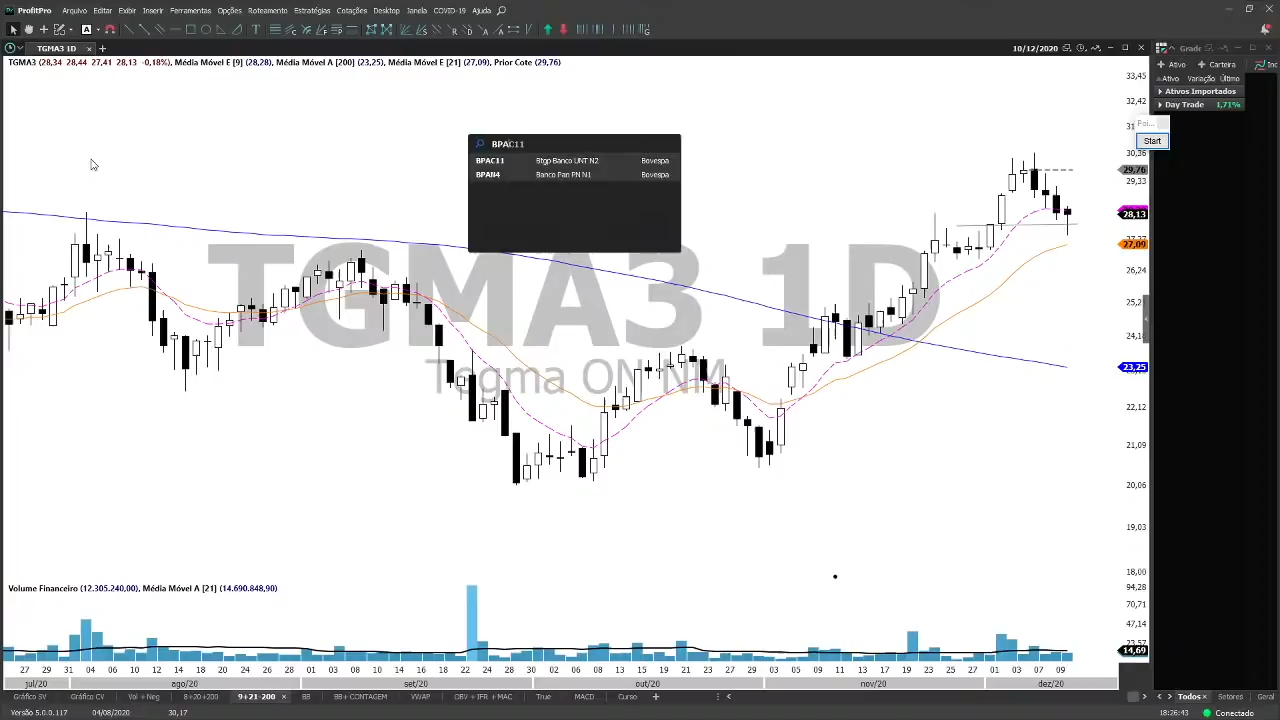 ProfitPro Arquivo Editar Exibir Inserir Ferramentas Opções Roteamento Estratégias Cotações Desktop Janela COVID-19 Ajuda
TGMA3 1D
10/12/2020
Grade
TGMA3 (28,34 28,44 27,41 28,13 -0,18%), Média Móvel E [9] (28,28), Média Móvel A [200] (23,25), Média Móvel E [21] (27,09), Prior Cote (29,76)
Ativo Carteira
Ativo Variação Último
Ativos Importados
Day Trade 1,71%
Poi...
Start
BPAC11
BPAC11 Btgp Banco UNT N2 Bovespa
BPAN4 Banco Pan PN N1 Bovespa
TGMA3 1D
Tegma ON NM
33,45
32,42
30,36
29,76
29,33
28,13
27,09
26,24
24,18
23,25
22,12
21,09
20,06
19,03
18,00
Volume Financeiro (12.305.240,00), Média Móvel A [21] (14.690.848,90)
94,28
70,71
47,14
23,57
14,69
27 29 31 04 06 10 12 14 18 20 24 26 28 01 03 08 10 14 16 18 22 24 28 30 02 06 08 13 15 19 21 23 27 29 03 05 09 11 13 17 19 23 25 27 01 03 07 09
jul/20 ago/20 set/20 out/20 nov/20 dez/20
Gráfico SV Gráfico CV Vol + Neg 8+20+200 9+21-200 BB BB+ CONTAGEM VWAP OBV + IFR + MAC True MACD Curso
Todos Setores Geral
Versão 5.0.0.117 04/08/2020 30,17
18:26:43 Conectado